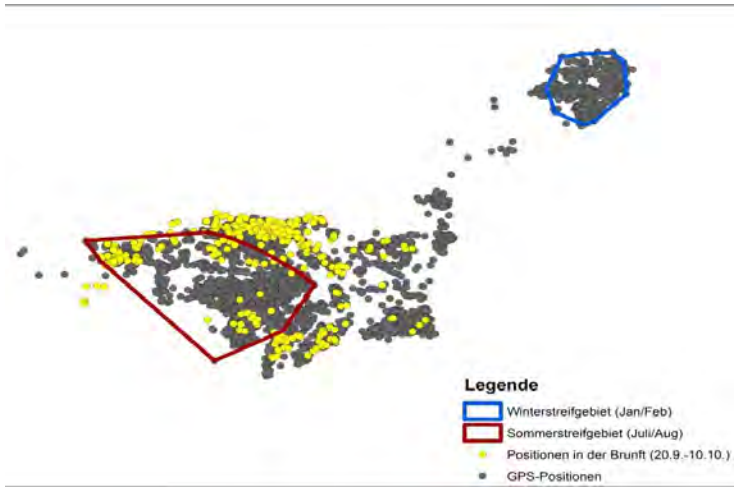 Legende
Winterstreifgebiet (Jan/Feb)
Sommerstreifgebiet (Juli/Aug)
Positionen in der Brunft (20.9.-10.10.)
GPS-Positionen